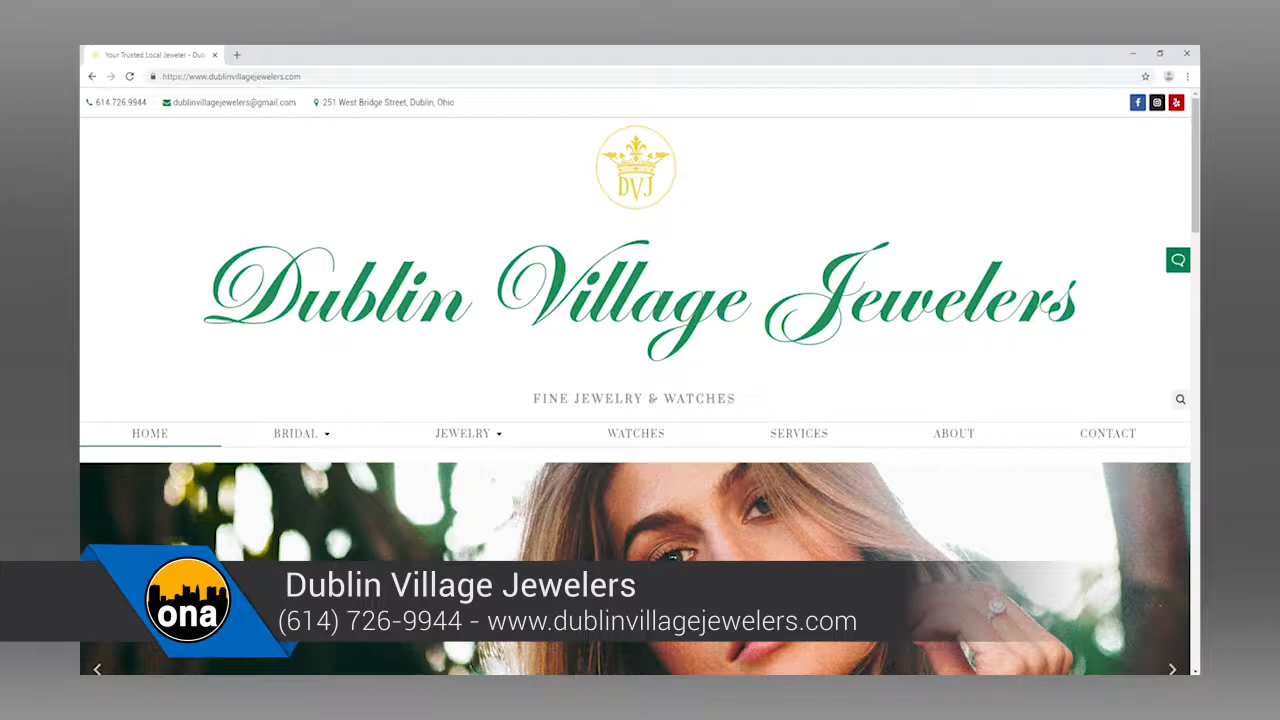 Your Trusted Local Jeweler - Dub
https://www.dublinvillagejewelers.com
614.726.9944 dublinvillagejewelers@gmail.com 251 West Bridge Street, Dublin, Ohio
DVJ
Dublin Village Jewelers
FINE JEWELRY & WATCHES
HOME BRIDAL JEWELRY WATCHES SERVICES ABOUT CONTACT
ona
Dublin Village Jewelers
(614) 726-9944 - www.dublinvillagejewelers.com